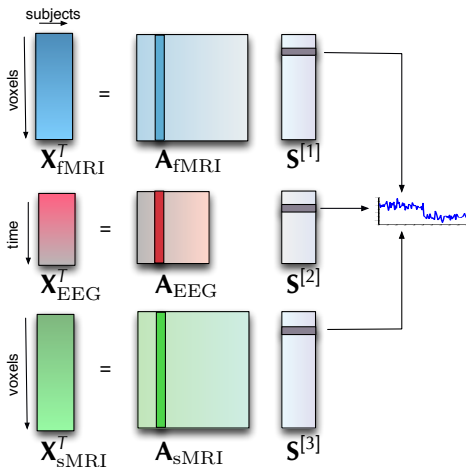 subjects
voxels
=
X^T_fMRI
A_fMRI
S^[1]
time
=
X^T_EEG
A_EEG
S^[2]
voxels
=
X^T_sMRI
A_sMRI
S^[3]